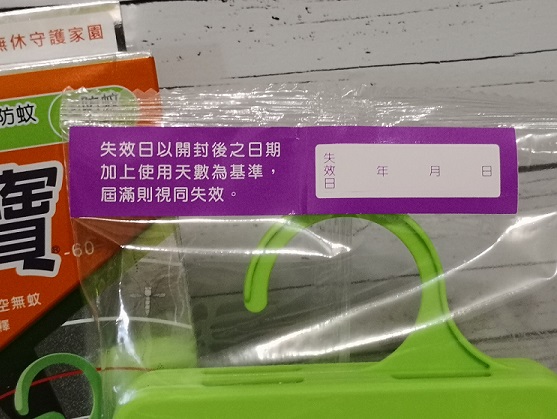 無休守護家園
防蚊
失效日以開封後之日期
加上使用天數為基準，
屆滿則視同失效。
失效日 年 月 日
寶
®-60
空無蚊